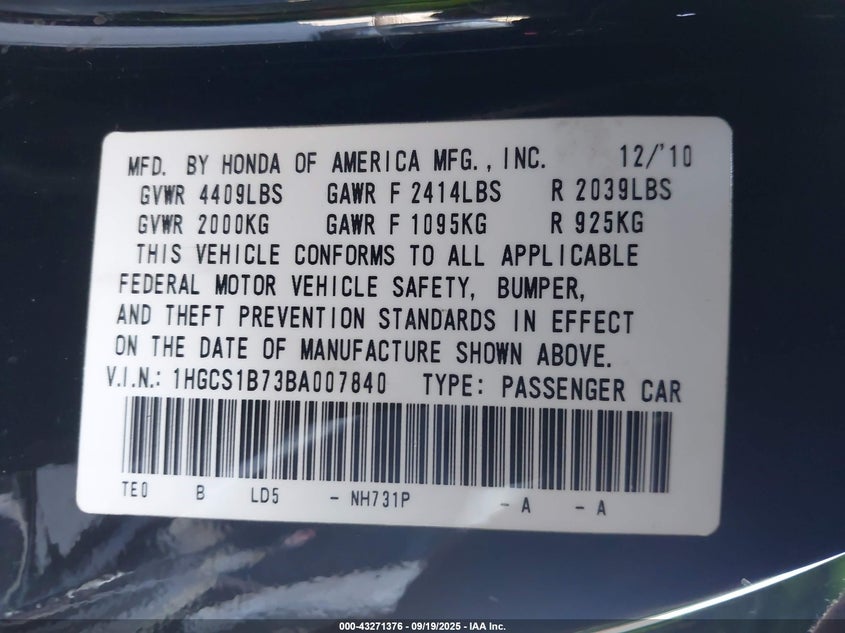 MFD. BY HONDA OF AMERICA MFG., INC. 12/'10
GVWR 4409LBS GAWR F 2414LBS R 2039LBS
GVWR 2000KG GAWR F 1095KG R 925KG
THIS VEHICLE CONFORMS TO ALL APPLICABLE
FEDERAL MOTOR VEHICLE SAFETY, BUMPER,
AND THEFT PREVENTION STANDARDS IN EFFECT
ON THE DATE OF MANUFACTURE SHOWN ABOVE.
V.I.N.: 1HGCS1B73BA007840 TYPE: PASSENGER CAR
TE0 B LD5 - NH731P - A - A
000-43271376 - 09/19/2025 - IAA Inc.